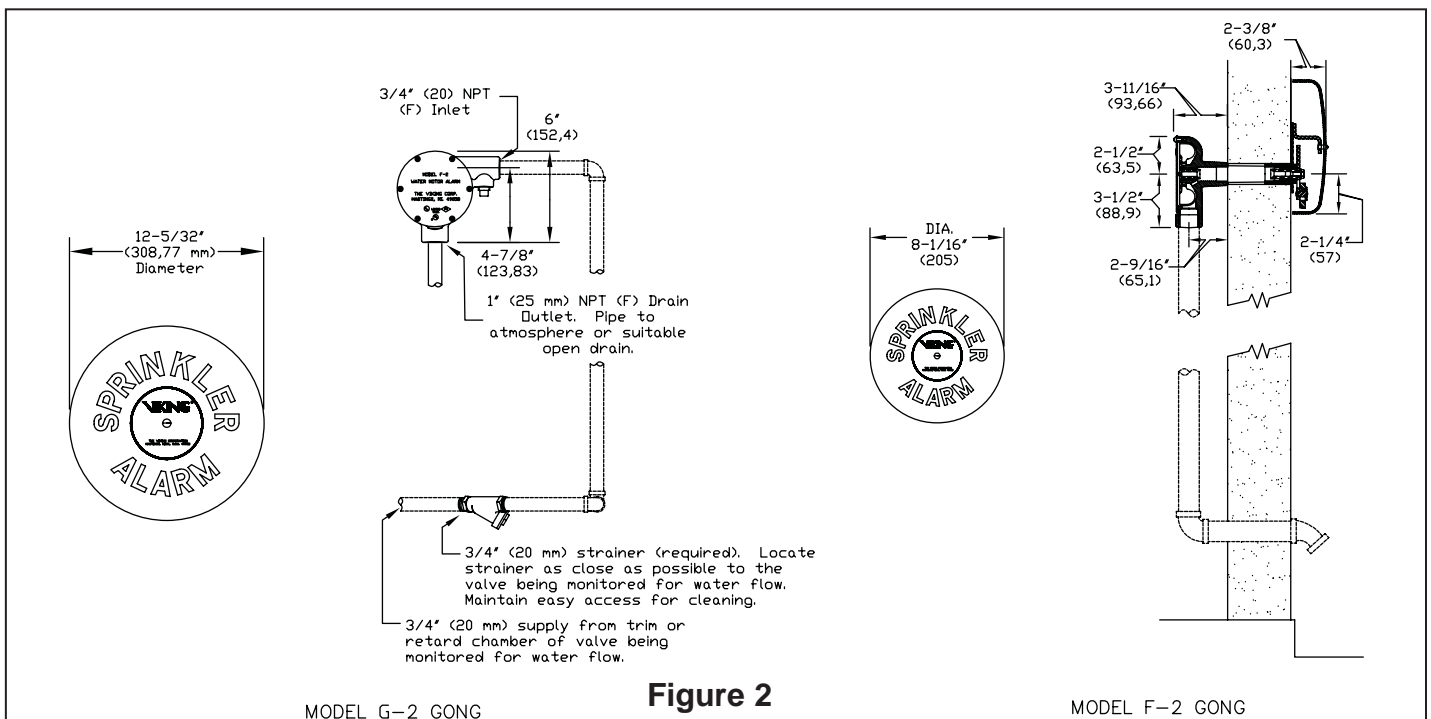 12-5/32"
(308,77 mm)
Diameter
SPRINKLER
VIKING
ALARM
3/4" (20) NPT
(F) Inlet
6"
(152,4)
MODEL F-2
WATER MOTOR ALARM
THE VIKING CORP.
4-7/8"
(123,83)
1" (25 mm) NPT (F) Drain
Outlet. Pipe to
atmosphere or suitable
open drain.
3/4" (20 mm) strainer (required). Locate
strainer as close as possible to the
valve being monitored for water flow.
Maintain easy access for cleaning.
3/4" (20 mm) supply from trim or
retard chamber of valve being
monitored for water flow.
MODEL G-2 GONG
DIA.
8-1/16"
(205)
SPRINKLER
VIKING
ALARM
2-3/8"
(60,3)
3-11/16"
(93,66)
2-1/2"
(63,5)
3-1/2"
(88,9)
2-9/16"
(65,1)
2-1/4"
(57)
MODEL F-2 GONG
Figure 2